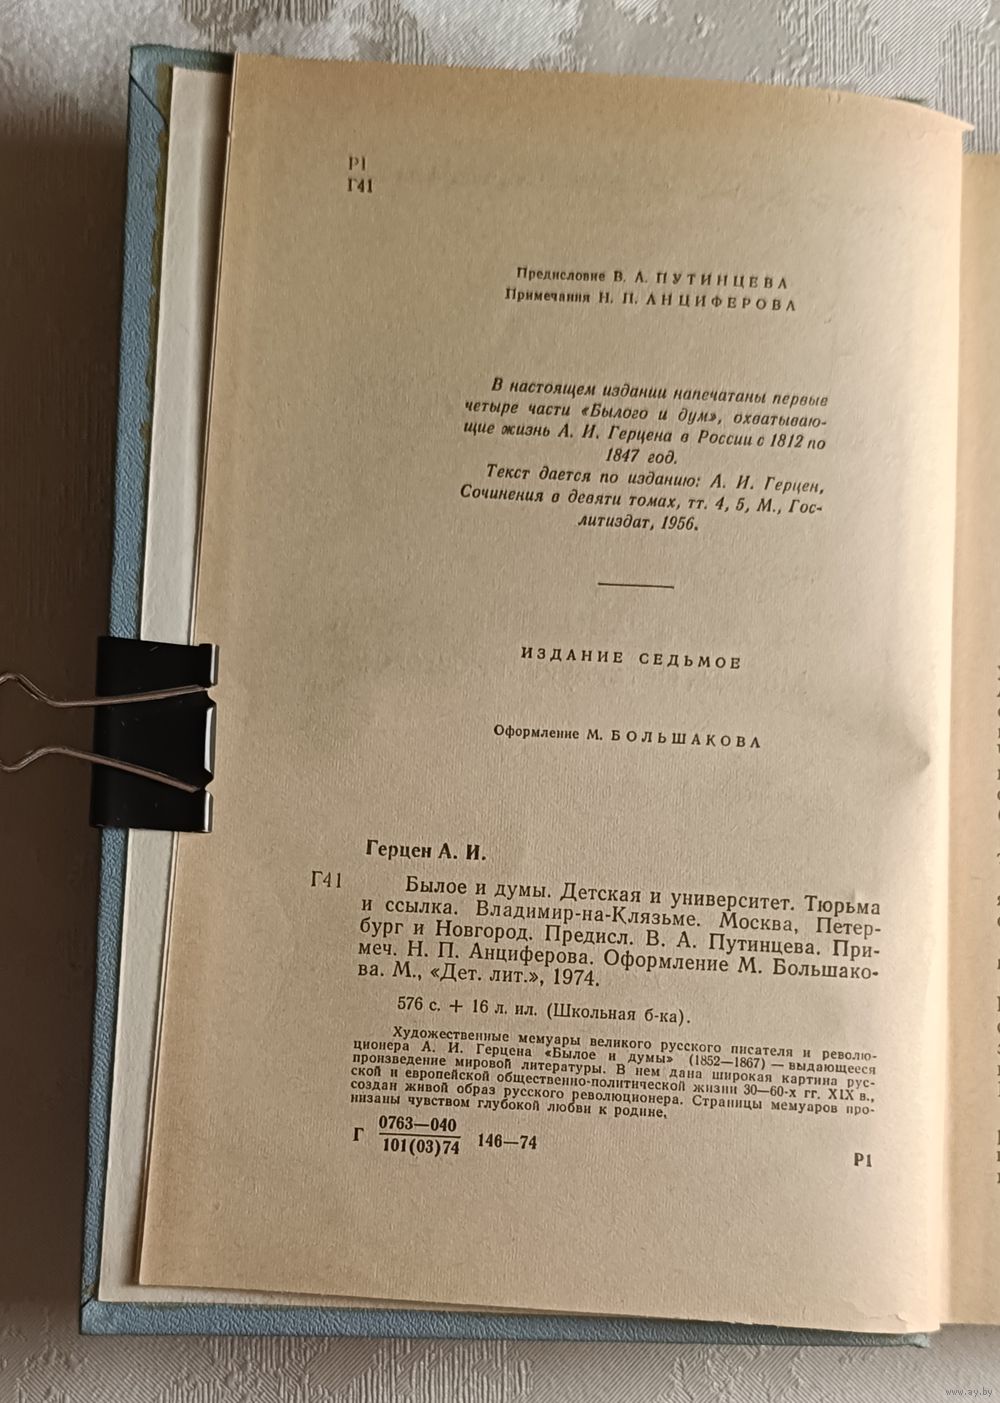 Р1
Г41
Предисловие В. А. ПУТИНЦЕВА
Примечания Н. П. АНЦИФЕРОВА
В настоящем издании напечатаны первые
четыре части «Былого и дум», охватываю-
щие жизнь А. И. Герцена в России с 1812 по
1847 год.
Текст дается по изданию: А. И. Герцен,
Сочинения в девяти томах, тт. 4, 5, М., Гос-
литиздат, 1956.
ИЗДАНИЕ СЕДЬМОЕ
Оформление М. БОЛЬШАКОВА
Герцен А. И.
Г41 Былое и думы. Детская и университет. Тюрьма
и ссылка. Владимир-на-Клязьме. Москва, Петер-
бург и Новгород. Предисл. В. А. Путинцева. При-
меч. Н. П. Анциферова. Оформление М. Большако-
ва. М., «Дет. лит.», 1974.
576 с. + 16 л. ил. (Школьная б-ка).
Художественные мемуары великого русского писателя и револю-
ционера А. И. Герцена «Былое и думы» (1852—1867) — выдающееся
произведение мировой литературы. В нем дана широкая картина рус-
ской и европейской общественно-политической жизни 30—60-х гг. XIX в.,
создан живой образ русского революционера. Страницы мемуаров про-
низаны чувством глубокой любви к родине.
Г 0763—040
101(03)74 146—74
Р1
www.ay.by